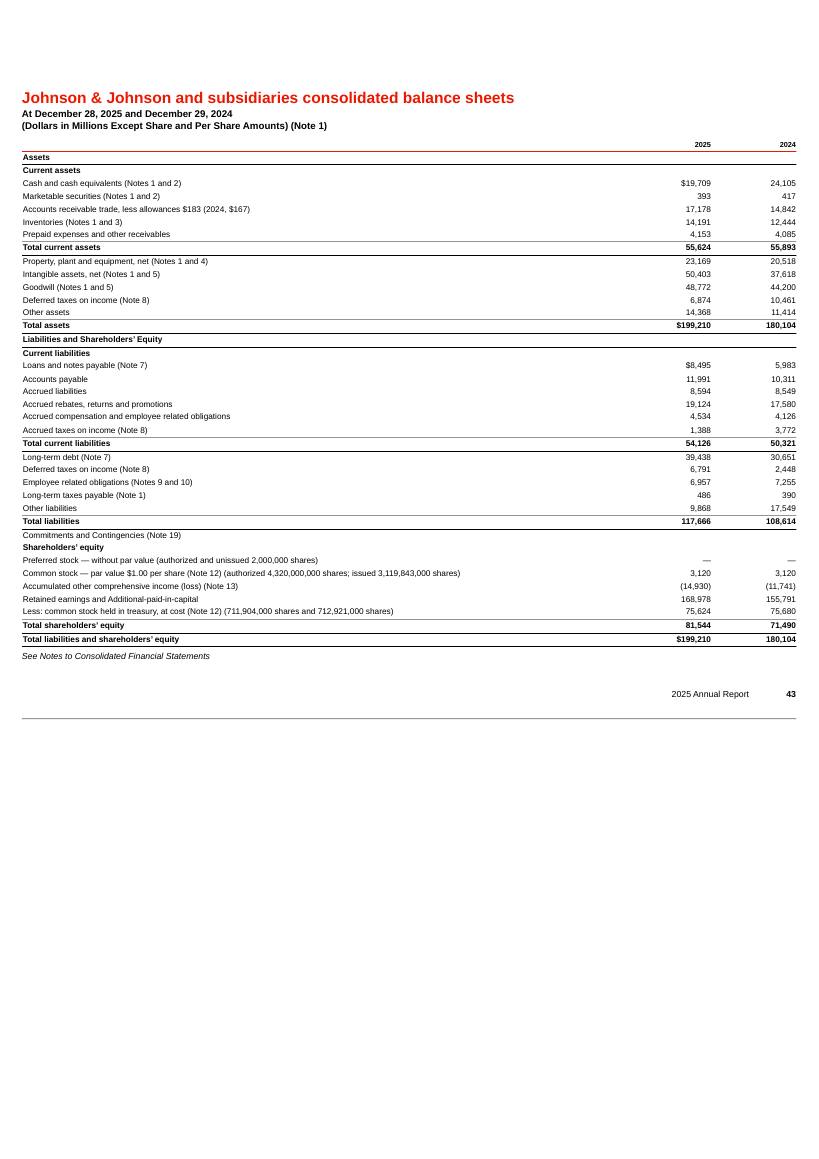 Johnson & Johnson and subsidiaries consolidated balance sheets
At December 28, 2025 and December 29, 2024
(Dollars in Millions Except Share and Per Share Amounts) (Note 1)
2025 2024
Assets
Current assets
Cash and cash equivalents (Notes 1 and 2) $19,709 24,105
Marketable securities (Notes 1 and 2) 393 417
Accounts receivable trade, less allowances $183 (2024, $167) 17,178 14,842
Inventories (Notes 1 and 3) 14,191 12,444
Prepaid expenses and other receivables 4,153 4,085
Total current assets 55,624 55,893
Property, plant and equipment, net (Notes 1 and 4) 23,169 20,518
Intangible assets, net (Notes 1 and 5) 50,403 37,618
Goodwill (Notes 1 and 5) 48,772 44,200
Deferred taxes on income (Note 8) 6,874 10,461
Other assets 14,368 11,414
Total assets $199,210 180,104
Liabilities and Shareholders' Equity
Current liabilities
Loans and notes payable (Note 7) $8,495 5,983
Accounts payable 11,991 10,311
Accrued liabilities 8,594 8,549
Accrued rebates, returns and promotions 19,124 17,580
Accrued compensation and employee related obligations 4,534 4,126
Accrued taxes on income (Note 8) 1,388 3,772
Total current liabilities 54,126 50,321
Long-term debt (Note 7) 39,438 30,651
Deferred taxes on income (Note 8) 6,791 2,448
Employee related obligations (Notes 9 and 10) 6,957 7,255
Long-term taxes payable (Note 1) 486 390
Other liabilities 9,868 17,549
Total liabilities 117,666 108,614
Commitments and Contingencies (Note 19)
Shareholders' equity
Preferred stock — without par value (authorized and unissued 2,000,000 shares) — —
Common stock — par value $1.00 per share (Note 12) (authorized 4,320,000,000 shares; issued 3,119,843,000 shares) 3,120 3,120
Accumulated other comprehensive income (loss) (Note 13) (14,930) (11,741)
Retained earnings and Additional-paid-in-capital 168,978 155,791
Less: common stock held in treasury, at cost (Note 12) (711,904,000 shares and 712,921,000 shares) 75,624 75,680
Total shareholders' equity 81,544 71,490
Total liabilities and shareholders' equity $199,210 180,104
See Notes to Consolidated Financial Statements
2025 Annual Report 43